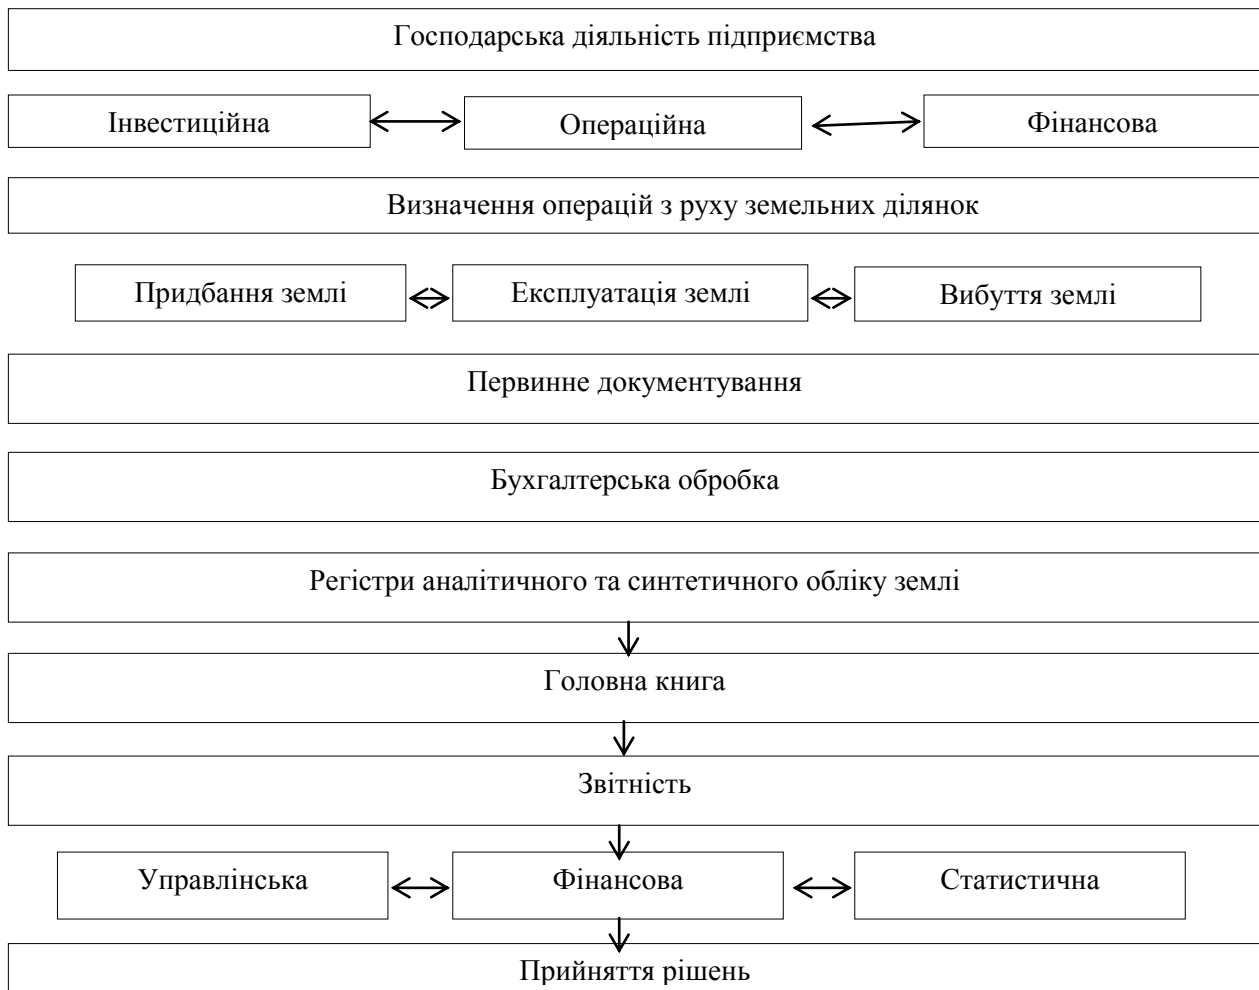 Господарська діяльність підприємства
Інвестиційна Операційна Фінансова
Визначення операцій з руху земельних ділянок
Придбання землі Експлуатація землі Вибуття землі
Первинне документування
Бухгалтерська обробка
Регістри аналітичного та синтетичного обліку землі
Головна книга
Звітність
Управлінська Фінансова Статистична
Прийняття рішень